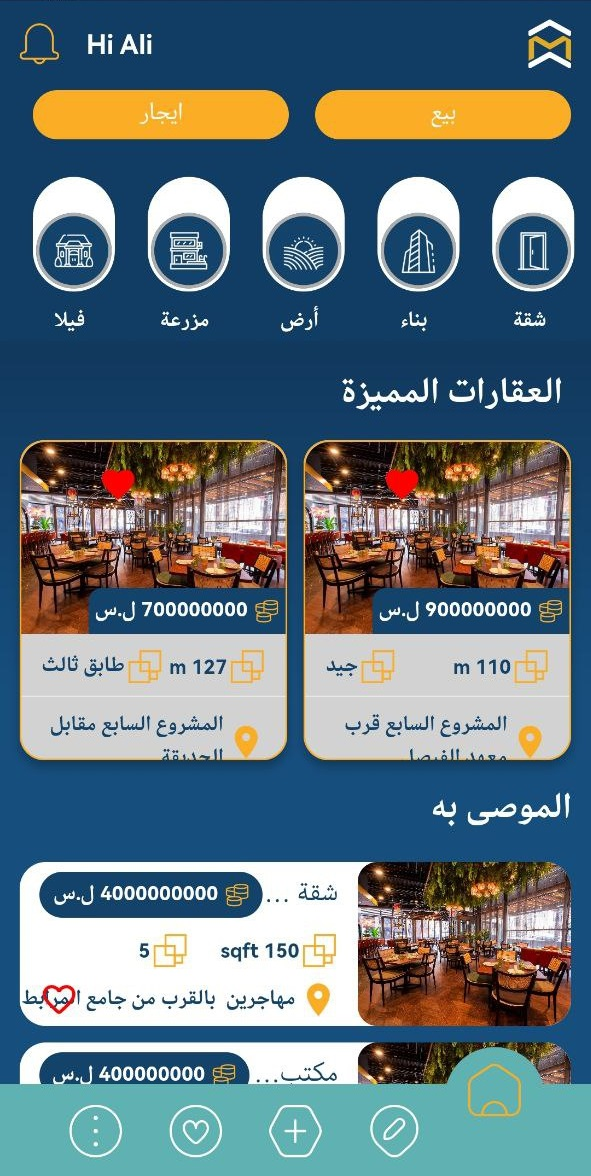 Hi Ali
بيع
ايجار
شقة
بناء
أرض
مزرعة
فيلا
العقارات المميزة
900000000 ل.س
110 m
جيد
المشروع السابع قرب
معهد الفيصل
700000000 ل.س
127 m
طابق ثالث
المشروع السابع مقابل
الحديقة
الموصى به
شقة ...
4000000000 ل.س
150 sqft
5
مهاجرين بالقرب من جامع المرابط
مكتب...
400000000 ل.س